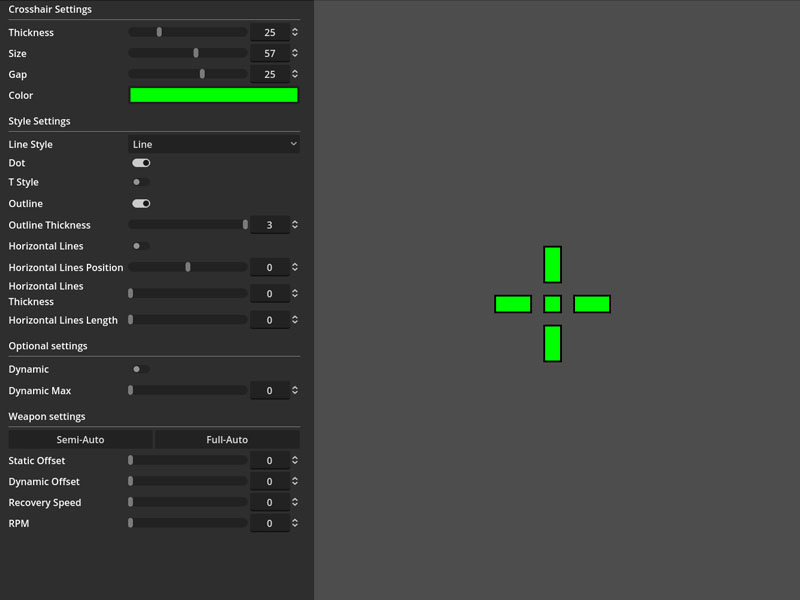 Crosshair Settings
Thickness 25
Size 57
Gap 25
Color
Style Settings
Line Style Line
Dot
T Style
Outline
Outline Thickness 3
Horizontal Lines
Horizontal Lines Position 0
Horizontal Lines
Thickness 0
Horizontal Lines Length 0
Optional settings
Dynamic
Dynamic Max 0
Weapon settings
Semi-Auto Full-Auto
Static Offset 0
Dynamic Offset 0
Recovery Speed 0
RPM 0